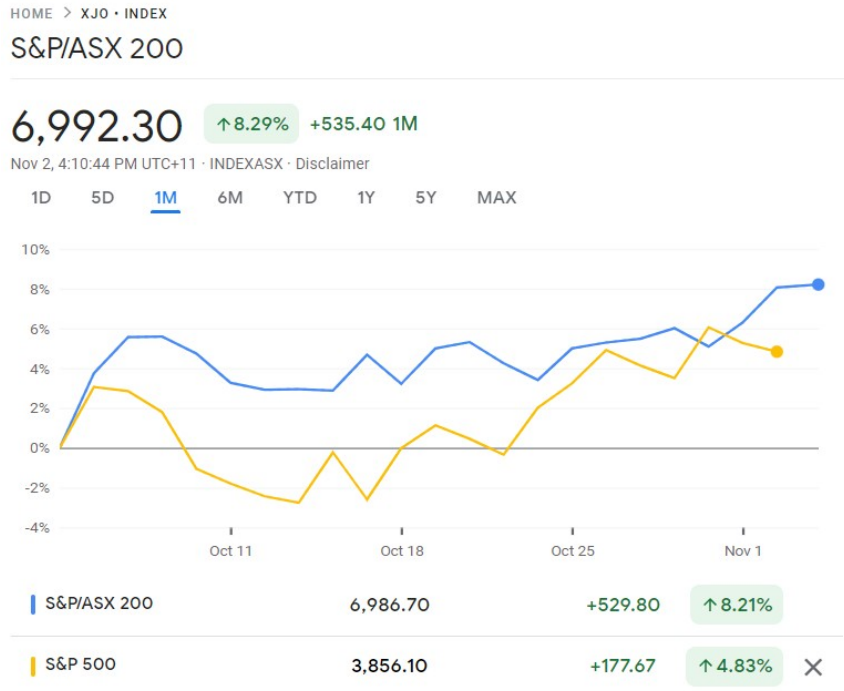 HOME > XJO • INDEX
S&P/ASX 200
6,992.30 ↑8.29% +535.40 1M
Nov 2, 4:10:44 PM UTC+11 · INDEXASX · Disclaimer
1D 5D 1M 6M YTD 1Y 5Y MAX
10%
8%
6%
4%
2%
0%
-2%
-4%
Oct 11 Oct 18 Oct 25 Nov 1
S&P/ASX 200 6,986.70 +529.80 ↑8.21%
S&P 500 3,856.10 +177.67 ↑4.83%